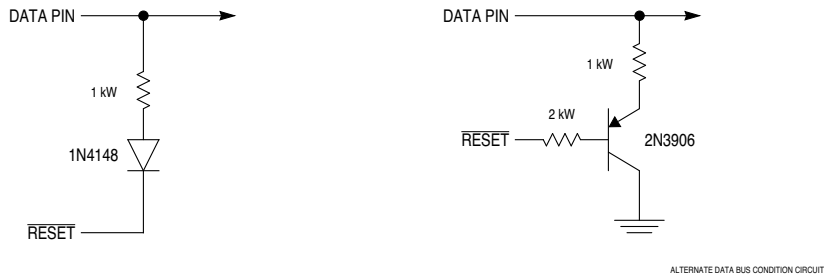 DATA PIN
1 kW
1N4148
RESET
DATA PIN
1 kW
2 kW
RESET
2N3906
ALTERNATE DATA BUS CONDITION CIRCUIT